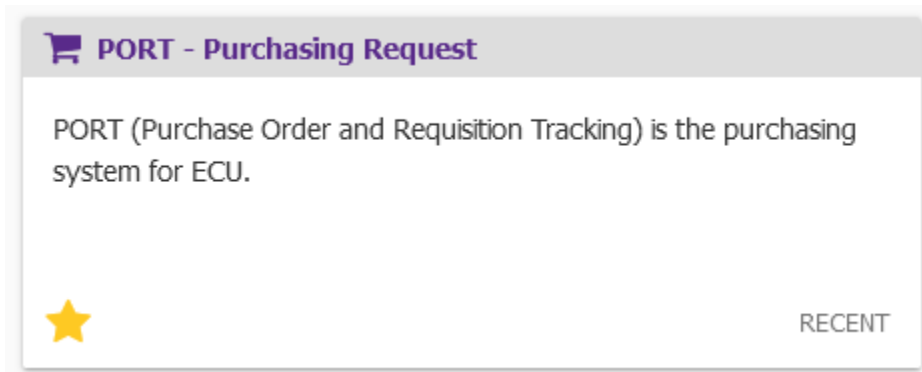 PORT - Purchasing Request
PORT (Purchase Order and Requisition Tracking) is the purchasing
system for ECU.
RECENT